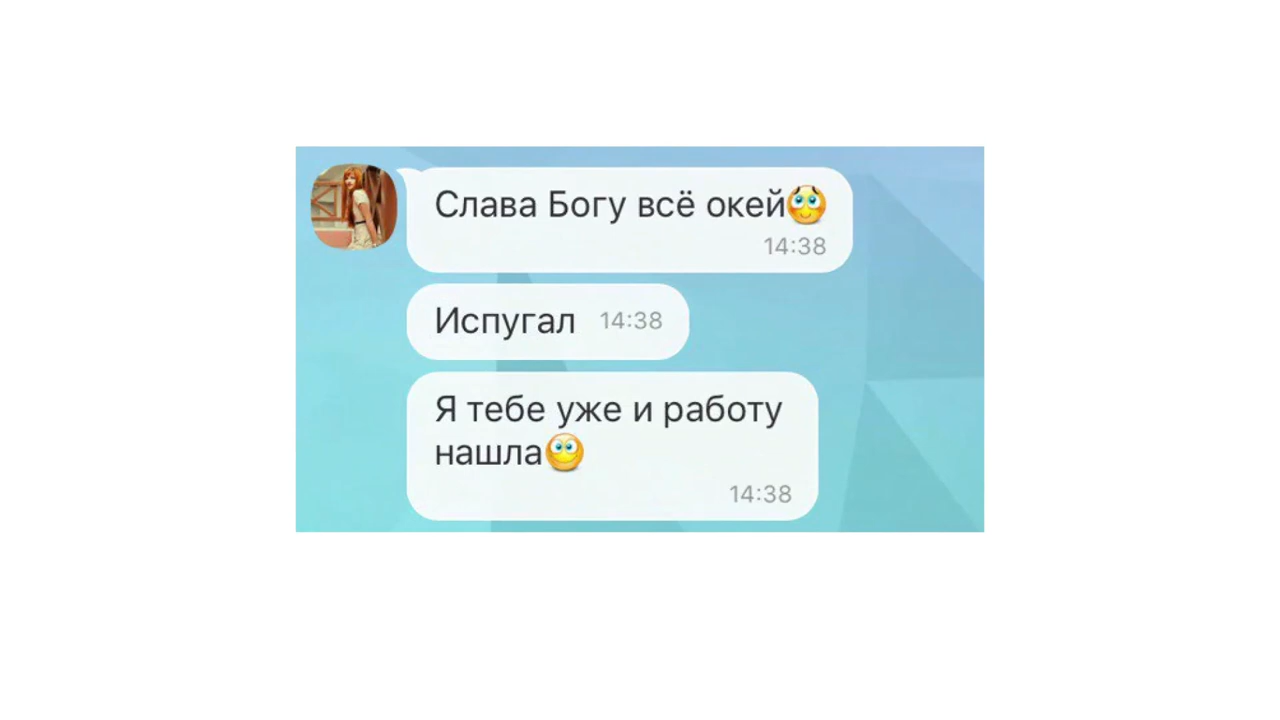 Слава Богу всё окей🥺
14:38
Испугал 14:38
Я тебе уже и работу
нашла😊
14:38